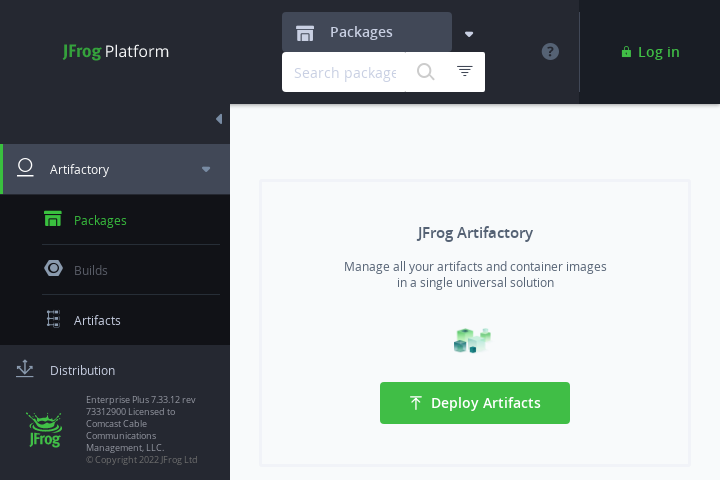 JFrog Platform
Packages
Search package
?
Log in
Artifactory
Packages
Builds
Artifacts
Distribution
JFrog
Enterprise Plus 7.33.12 rev
73312900 Licensed to
Comcast Cable
Communications
Management, LLC.
© Copyright 2022 JFrog Ltd
JFrog Artifactory
Manage all your artifacts and container images
in a single universal solution
Deploy Artifacts